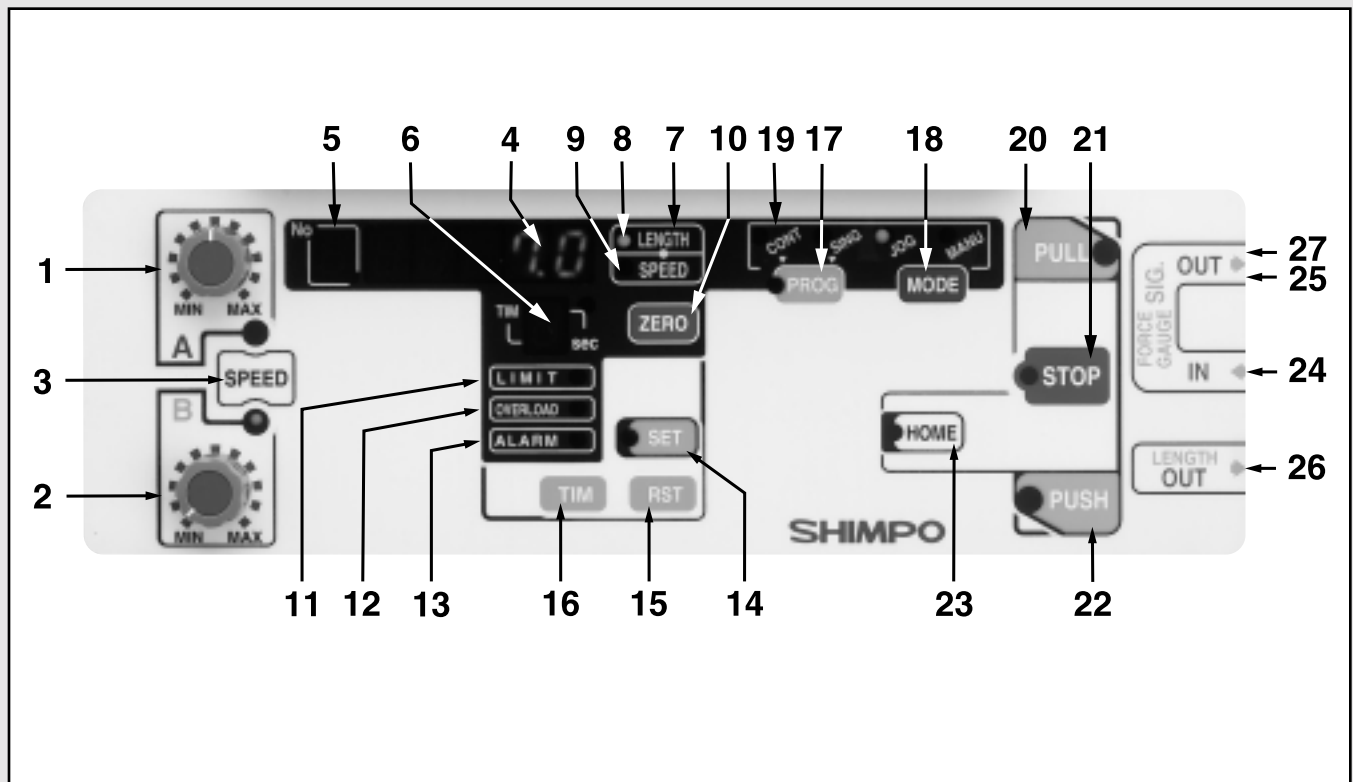 5 6 4 9 8 7 10 19 17 18 20 21
No
7.0
LENGTH
SPEED
CONT SING JOG MANU
PROG
MODE
PULL
OUT
27
25
1
MIN MAX
A
TIM
sec
ZERO
FORCE
GAUGE SIG.
3
SPEED
LIMIT
STOP
IN
24
B
OVERLOAD
ALARM
SET
HOME
LENGTH
OUT
26
2
MIN MAX
TIM
RST
PUSH
SHIMPO
11 12 13 16 15 14 23 22